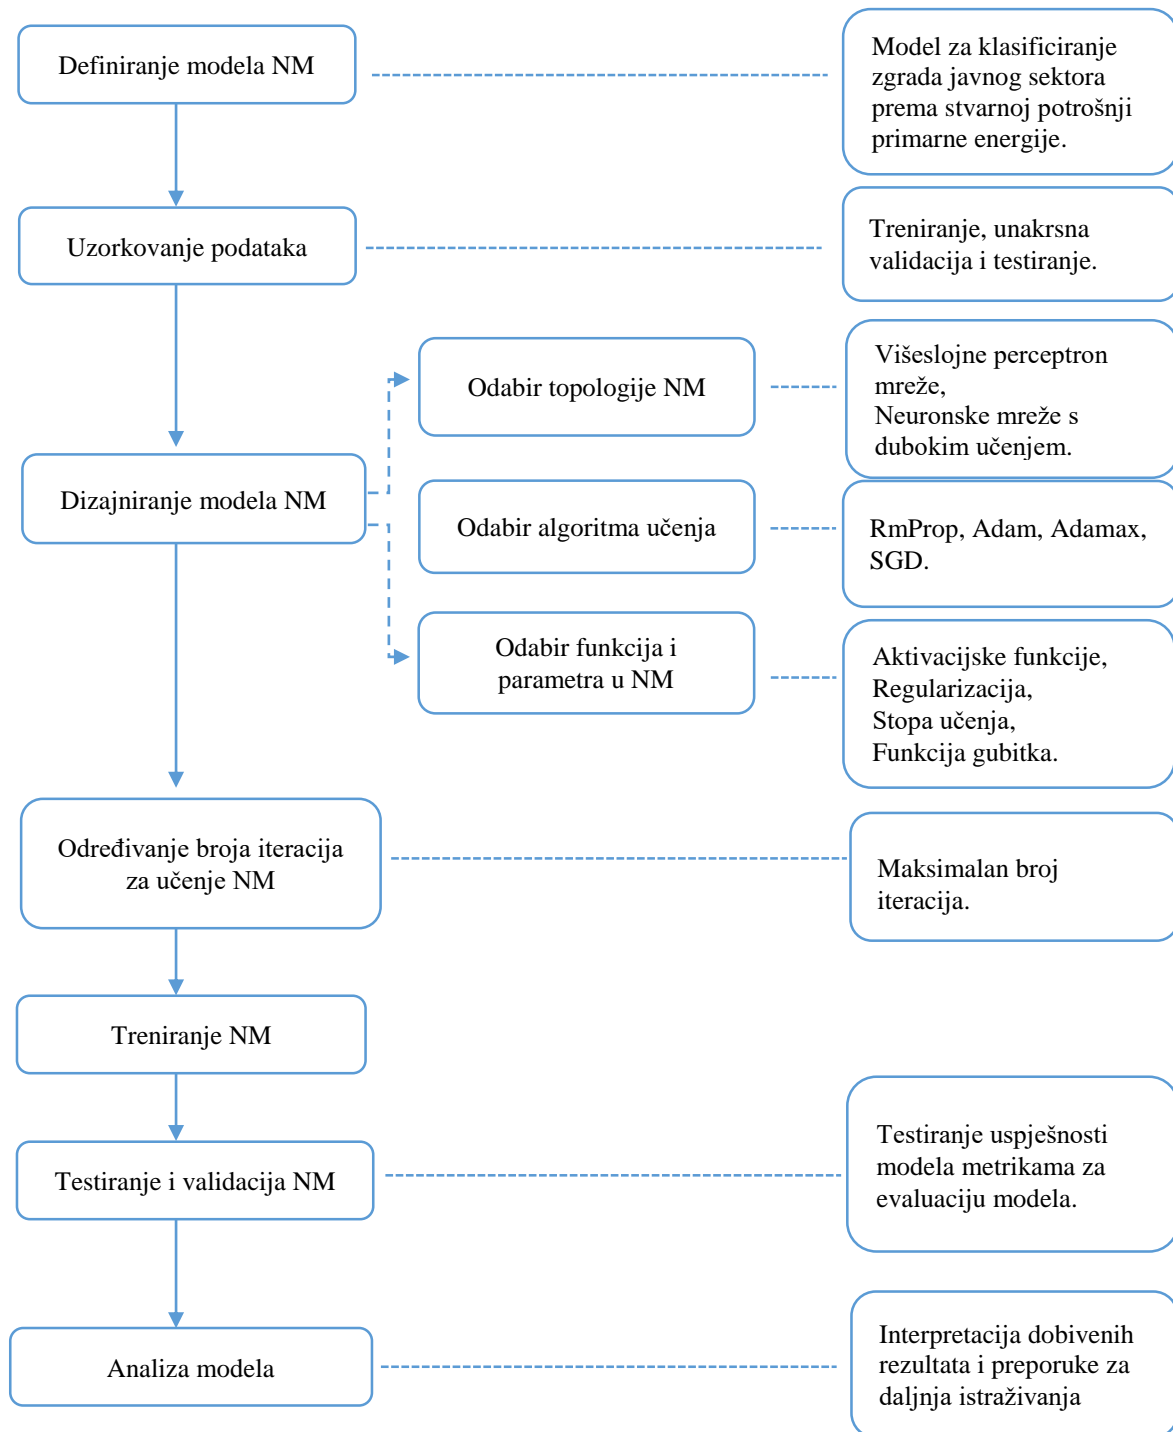 Definiranje modela NM
Model za klasificiranje
zgrada javnog sektora
prema stvarnoj potrošnji
primarne energije.
Uzorkovanje podataka
Treniranje, unakrsna
validacija i testiranje.
Odabir topologije NM
Višeslojne perceptron
mreže,
Neuronske mreže s
dubokim učenjem.
Dizajniranje modela NM
Odabir algoritma učenja
RmProp, Adam, Adamax,
SGD.
Odabir funkcija i
parametra u NM
Aktivacijske funkcije,
Regularizacija,
Stopa učenja,
Funkcija gubitka.
Određivanje broja iteracija
za učenje NM
Maksimalan broj
iteracija.
Treniranje NM
Testiranje i validacija NM
Testiranje uspješnosti
modela metrikama za
evaluaciju modela.
Analiza modela
Interpretacija dobivenih
rezultata i preporuke za
daljnja istraživanja